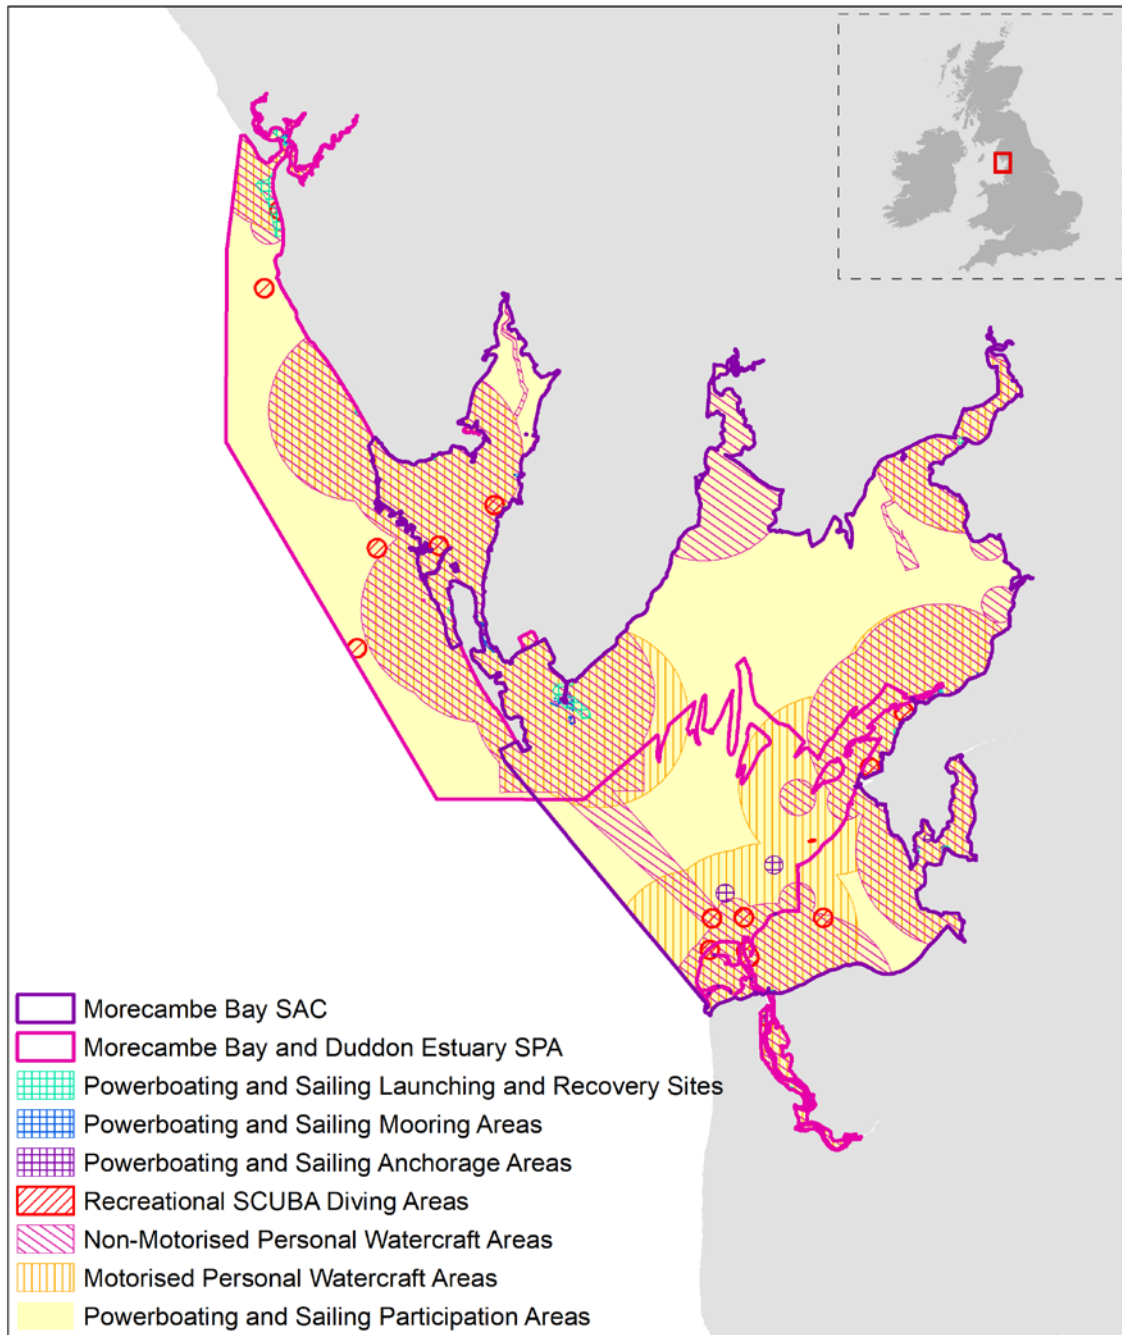 Morecambe Bay SAC
Morecambe Bay and Duddon Estuary SPA
Powerboating and Sailing Launching and Recovery Sites
Powerboating and Sailing Mooring Areas
Powerboating and Sailing Anchorage Areas
Recreational SCUBA Diving Areas
Non-Motorised Personal Watercraft Areas
Motorised Personal Watercraft Areas
Powerboating and Sailing Participation Areas